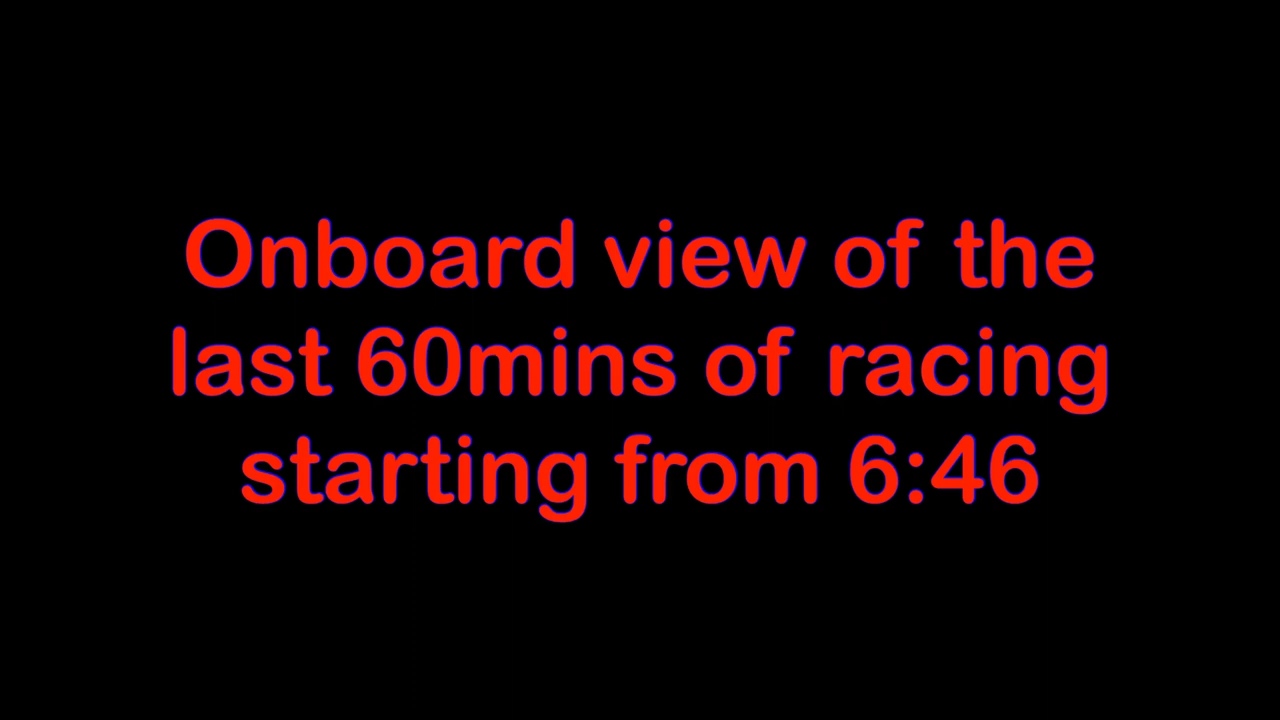 Onboard view of the
last 60mins of racing
starting from 6:46